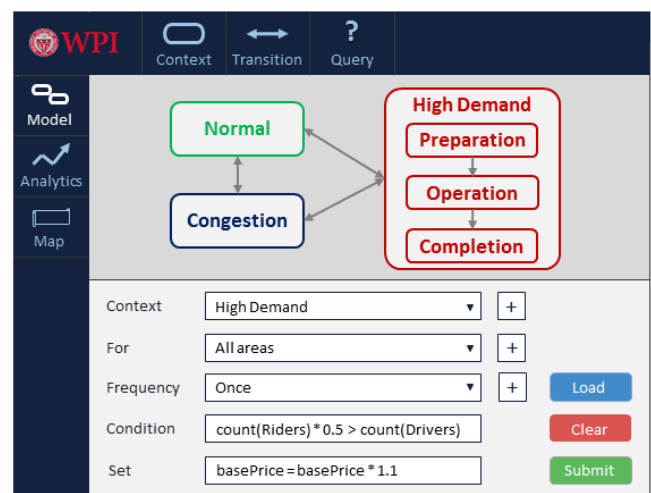 WPI
Context Transition ? Query
Model
Analytics
Map
Normal
Congestion
High Demand
Preparation
Operation
Completion
Context High Demand ▼ +
For All areas ▼ +
Frequency Once ▼ + Load
Condition count(Riders)*0.5 > count(Drivers) Clear
Set basePrice=basePrice*1.1 Submit